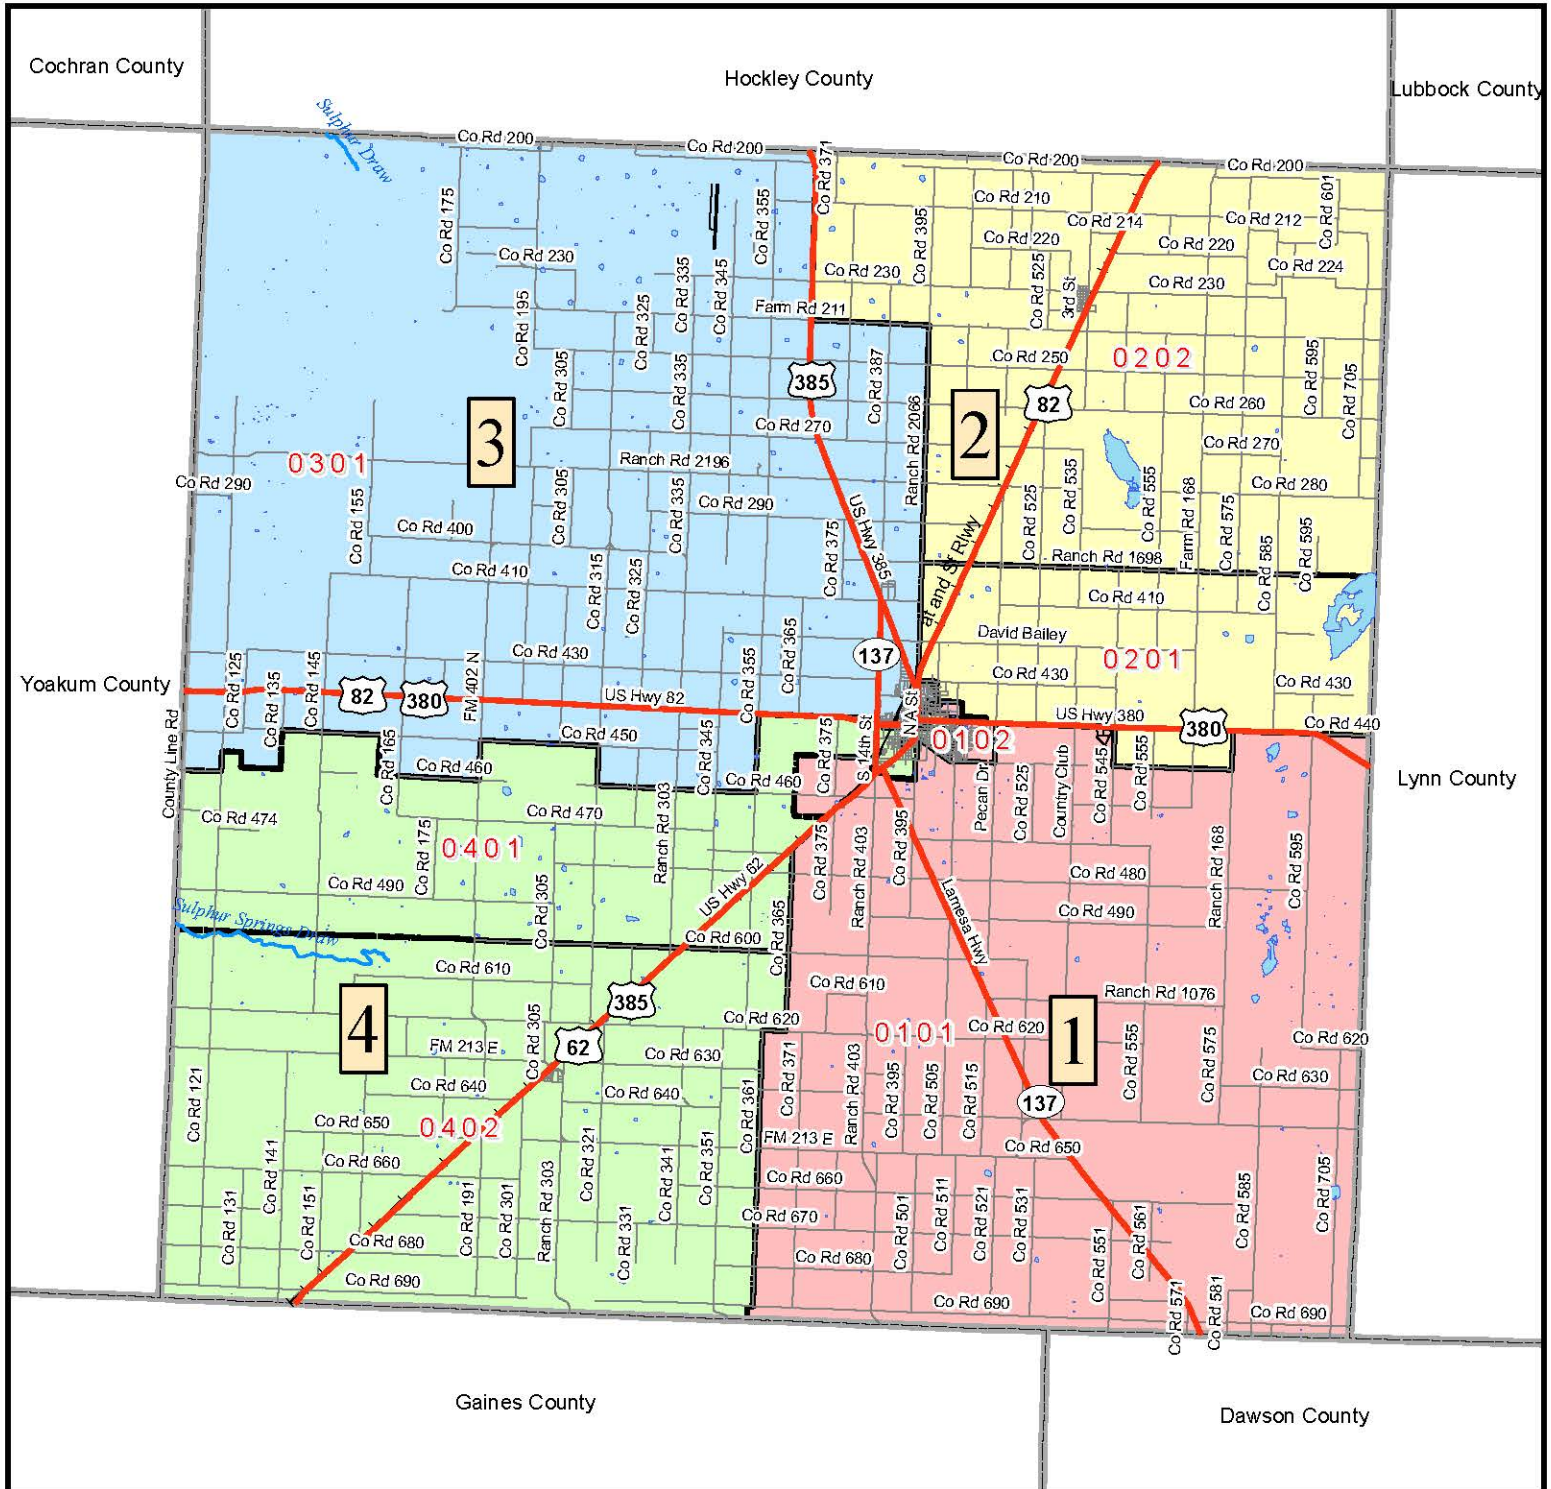 Cochran County
Hockley County
Lubbock County
Sulphur Draw
Co Rd 200
Co Rd 200
Co Rd 371
Co Rd 200
Co Rd 200
Co Rd 175
Co Rd 355
Co Rd 210
Co Rd 601
Co Rd 395
Co Rd 214
Co Rd 212
Co Rd 220
Co Rd 220
Co Rd 230
Co Rd 335
Co Rd 345
Co Rd 230
Co Rd 525
3rd St
Co Rd 224
Co Rd 230
Co Rd 195
Co Rd 325
Farm Rd 211
Co Rd 305
Co Rd 335
385
Co Rd 387
Co Rd 250
0202
Co Rd 595
Co Rd 705
3
2
82
Co Rd 260
Co Rd 270
Ranch Rd 2066
Co Rd 270
0301
Ranch Rd 2196
Co Rd 290
Co Rd 155
Co Rd 305
Co Rd 335
Co Rd 290
Co Rd 525
Co Rd 535
Co Rd 555
Farm Rd 168
Co Rd 575
Co Rd 280
Co Rd 400
US Hwy 385
Co Rd 375
at and Sf Rlwy
Ranch Rd 1698
Co Rd 585
Co Rd 595
Co Rd 410
Co Rd 315
Co Rd 325
Co Rd 410
Co Rd 365
David Bailey
137
Co Rd 430
Co Rd 355
0201
Co Rd 430
Co Rd 430
Yoakum County
Co Rd 125
Co Rd 135
Co Rd 145
82
380
FM 402 N
US Hwy 82
N A St
US Hwy 380
380
Co Rd 440
County Line Rd
Co Rd 165
Co Rd 450
Co Rd 345
Co Rd 375
S 14th St
0102
Co Rd 460
Co Rd 460
Pecan Dr
Co Rd 525
Country Club
Co Rd 545
Co Rd 555
Lynn County
Co Rd 474
Co Rd 470
Ranch Rd 303
Co Rd 175
0401
Co Rd 375
Ranch Rd 403
Co Rd 395
Co Rd 480
Ranch Rd 168
Co Rd 595
Co Rd 490
US Hwy 62
Co Rd 490
Sulphur Springs Draw
Co Rd 305
Co Rd 600
Co Rd 365
Lamesa Hwy
Co Rd 610
Co Rd 610
Ranch Rd 1076
4
385
Co Rd 620
0101
Co Rd 620
1
Co Rd 555
Co Rd 575
Co Rd 620
FM 213 E
Co Rd 305
62
Co Rd 630
Co Rd 371
Ranch Rd 403
Co Rd 395
Co Rd 505
Co Rd 515
Co Rd 630
Co Rd 121
Co Rd 640
Co Rd 640
Co Rd 361
137
Co Rd 650
0402
FM 213 E
Co Rd 650
Co Rd 141
Co Rd 660
Co Rd 321
Co Rd 341
Co Rd 351
Co Rd 660
Co Rd 131
Co Rd 151
Co Rd 191
Co Rd 301
Ranch Rd 303
Co Rd 331
Co Rd 670
Co Rd 501
Co Rd 511
Co Rd 521
Co Rd 531
Co Rd 551
Co Rd 561
Co Rd 585
Co Rd 705
Co Rd 680
Co Rd 680
Co Rd 690
Co Rd 690
Co Rd 571
Co Rd 581
Co Rd 690
Gaines County
Dawson County